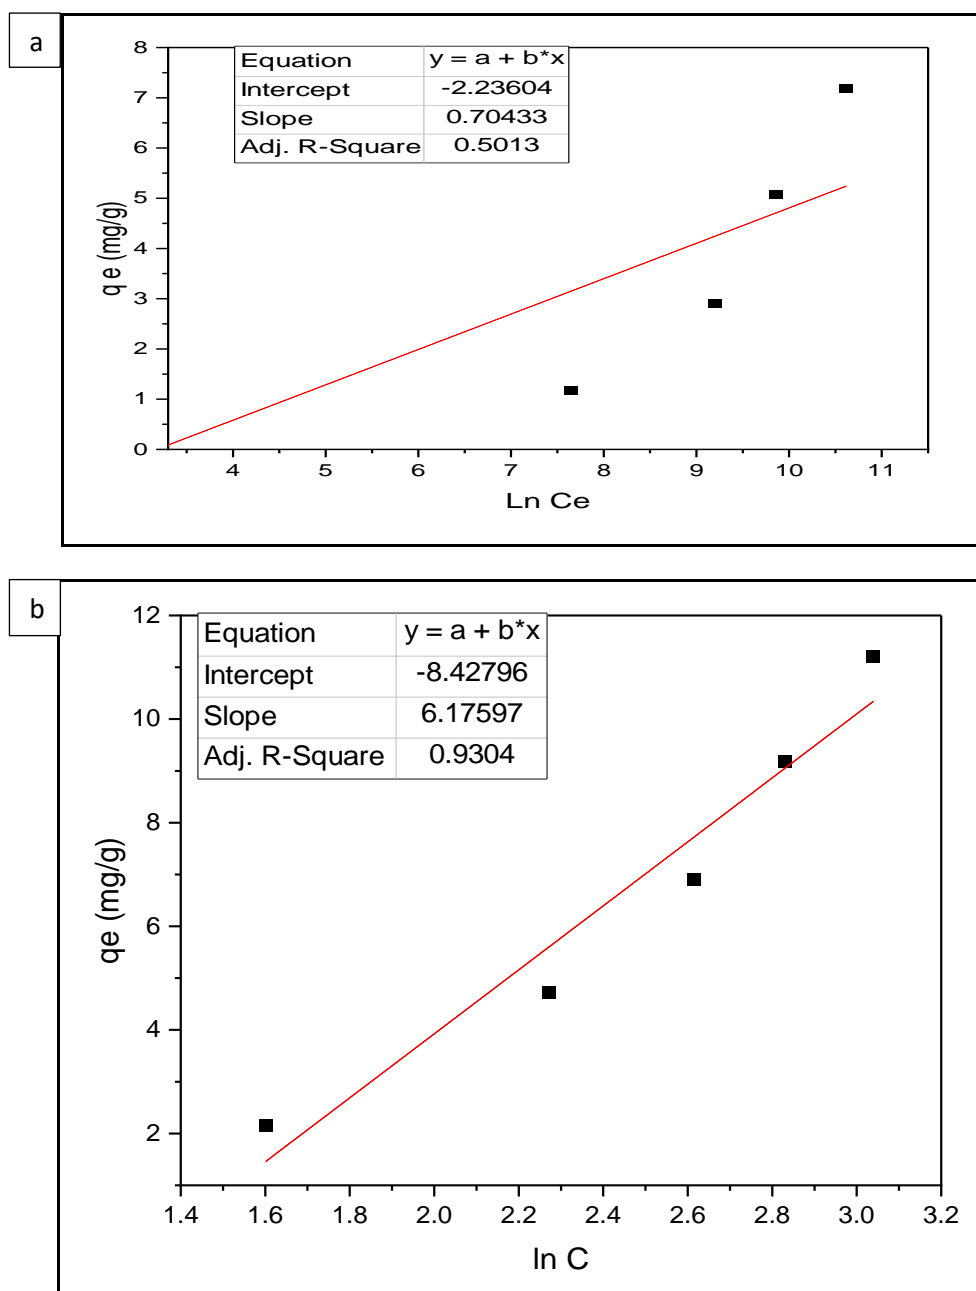 a
Equation y = a + b*x
Intercept -2.23604
Slope 0.70433
Adj. R-Square 0.5013
8
7
6
5
4
3
2
1
0
q e (mg/g)
4 5 6 7 8 9 10 11
Ln Ce
b
Equation y = a + b*x
Intercept -8.42796
Slope 6.17597
Adj. R-Square 0.9304
12
10
8
6
4
2
qe (mg/g)
1.4 1.6 1.8 2.0 2.2 2.4 2.6 2.8 3.0 3.2
ln C